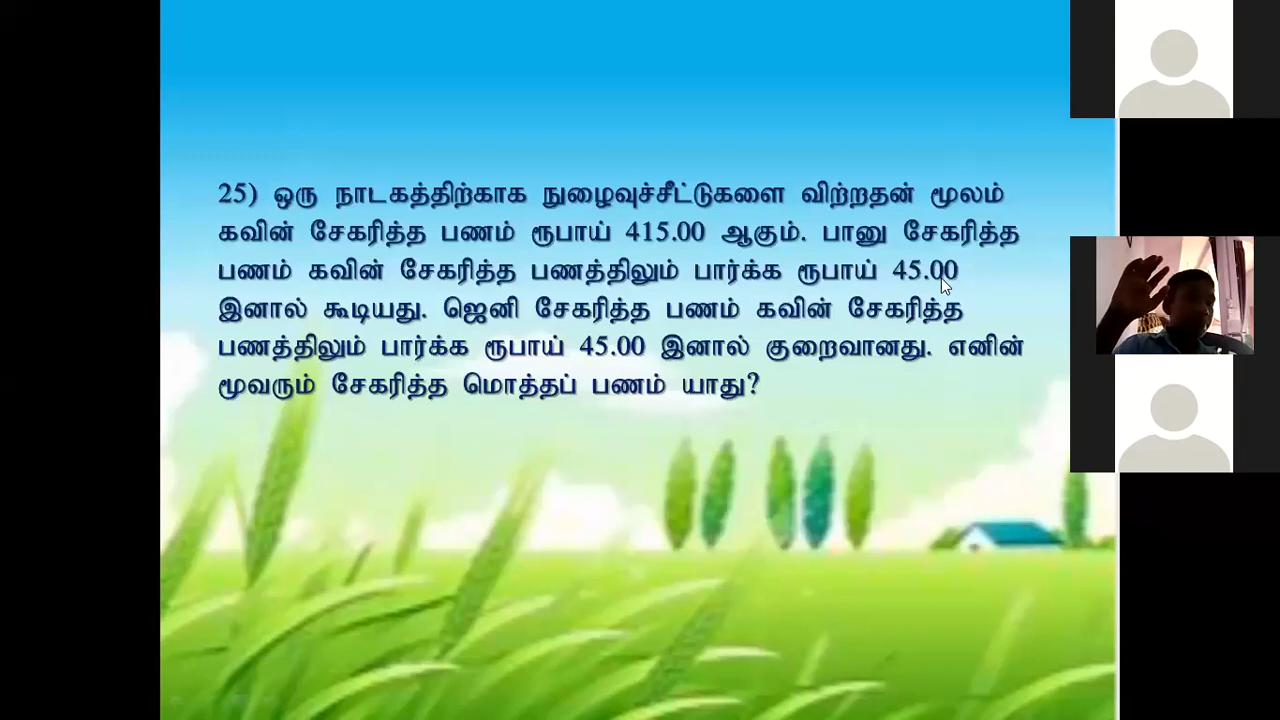 25) ஒரு நாடகத்திற்காக நுழைவுச்சீட்டுகளை விற்றதன் மூலம்
கவின் சேகரித்த பணம் ரூபாய் 415.00 ஆகும். பானு சேகரித்த
பணம் கவின் சேகரித்த பணத்திலும் பார்க்க ரூபாய் 45.00
இனால் கூடியது. ஜெனி சேகரித்த பணம் கவின் சேகரித்த
பணத்திலும் பார்க்க ரூபாய் 45.00 இனால் குறைவானது. எனின்
மூவரும் சேகரித்த மொத்தப் பணம் யாது?